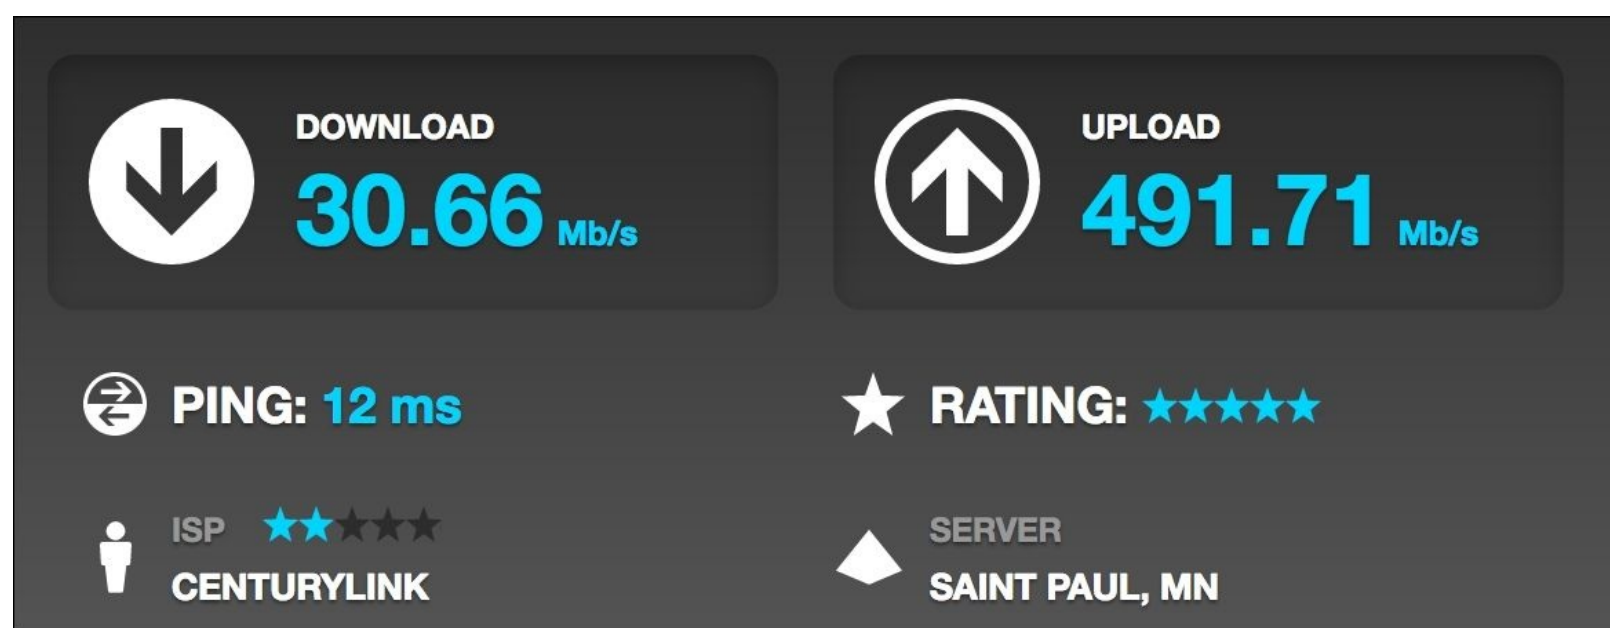 DOWNLOAD
30.66 Mb/s
UPLOAD
491.71 Mb/s
PING: 12 ms
RATING:
ISP
CENTURYLINK
SERVER
SAINT PAUL, MN